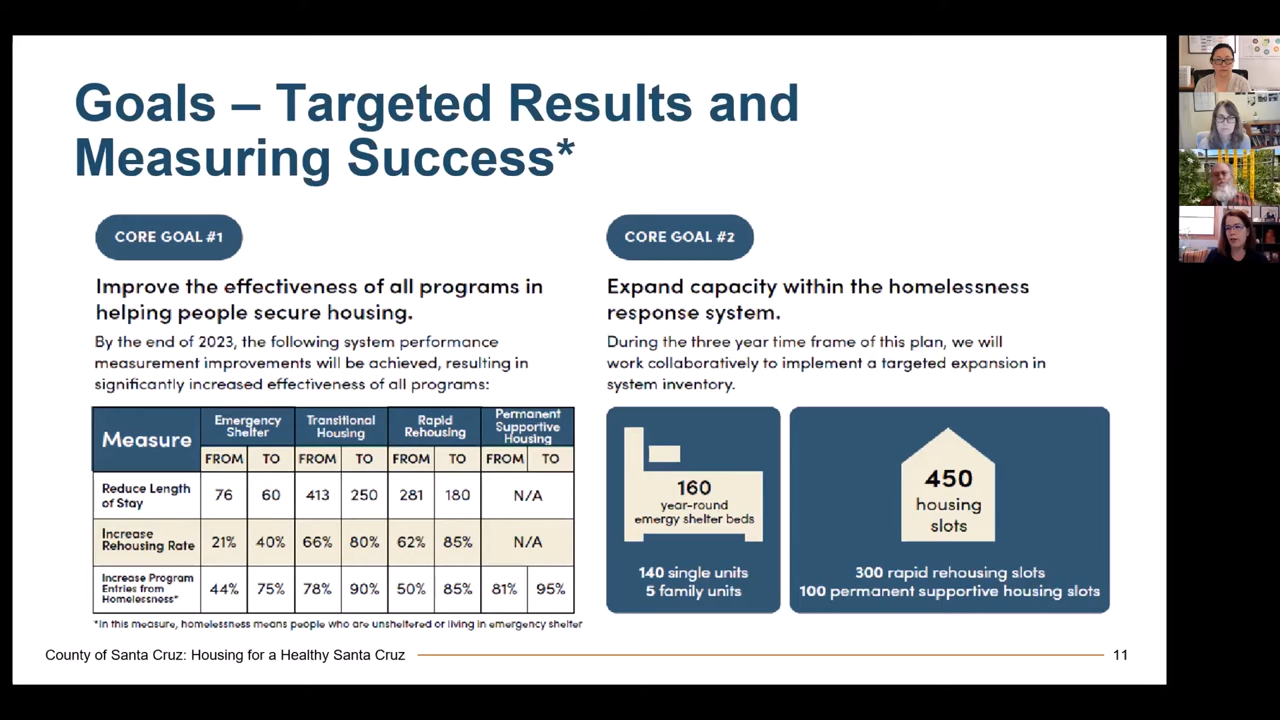 Goals – Targeted Results and
Measuring Success*
CORE GOAL #1
Improve the effectiveness of all programs in
helping people secure housing.
By the end of 2023, the following system performance
measurement improvements will be achieved, resulting in
significantly increased effectiveness of all programs:
Measure
Emergency
Shelter
Transitional
Housing
Rapid
Rehousing
Permanent
Supportive
Housing
FROM TO FROM TO FROM TO FROM TO
Reduce Length
of Stay
76 60 413 250 281 180 N/A
Increase
Rehousing Rate
21% 40% 66% 80% 62% 85% N/A
Increase Program
Entries from
Homelessness*
44% 75% 78% 90% 50% 85% 81% 95%
*In this measure, homelessness means people who are unsheltered or living in emergency shelter
CORE GOAL #2
Expand capacity within the homelessness
response system.
During the three year time frame of this plan, we will
work collaboratively to implement a targeted expansion in
system inventory.
160
year-round
emergy shelter beds
140 single units
5 family units
450
housing
slots
300 rapid rehousing slots
100 permanent supportive housing slots
County of Santa Cruz: Housing for a Healthy Santa Cruz
11